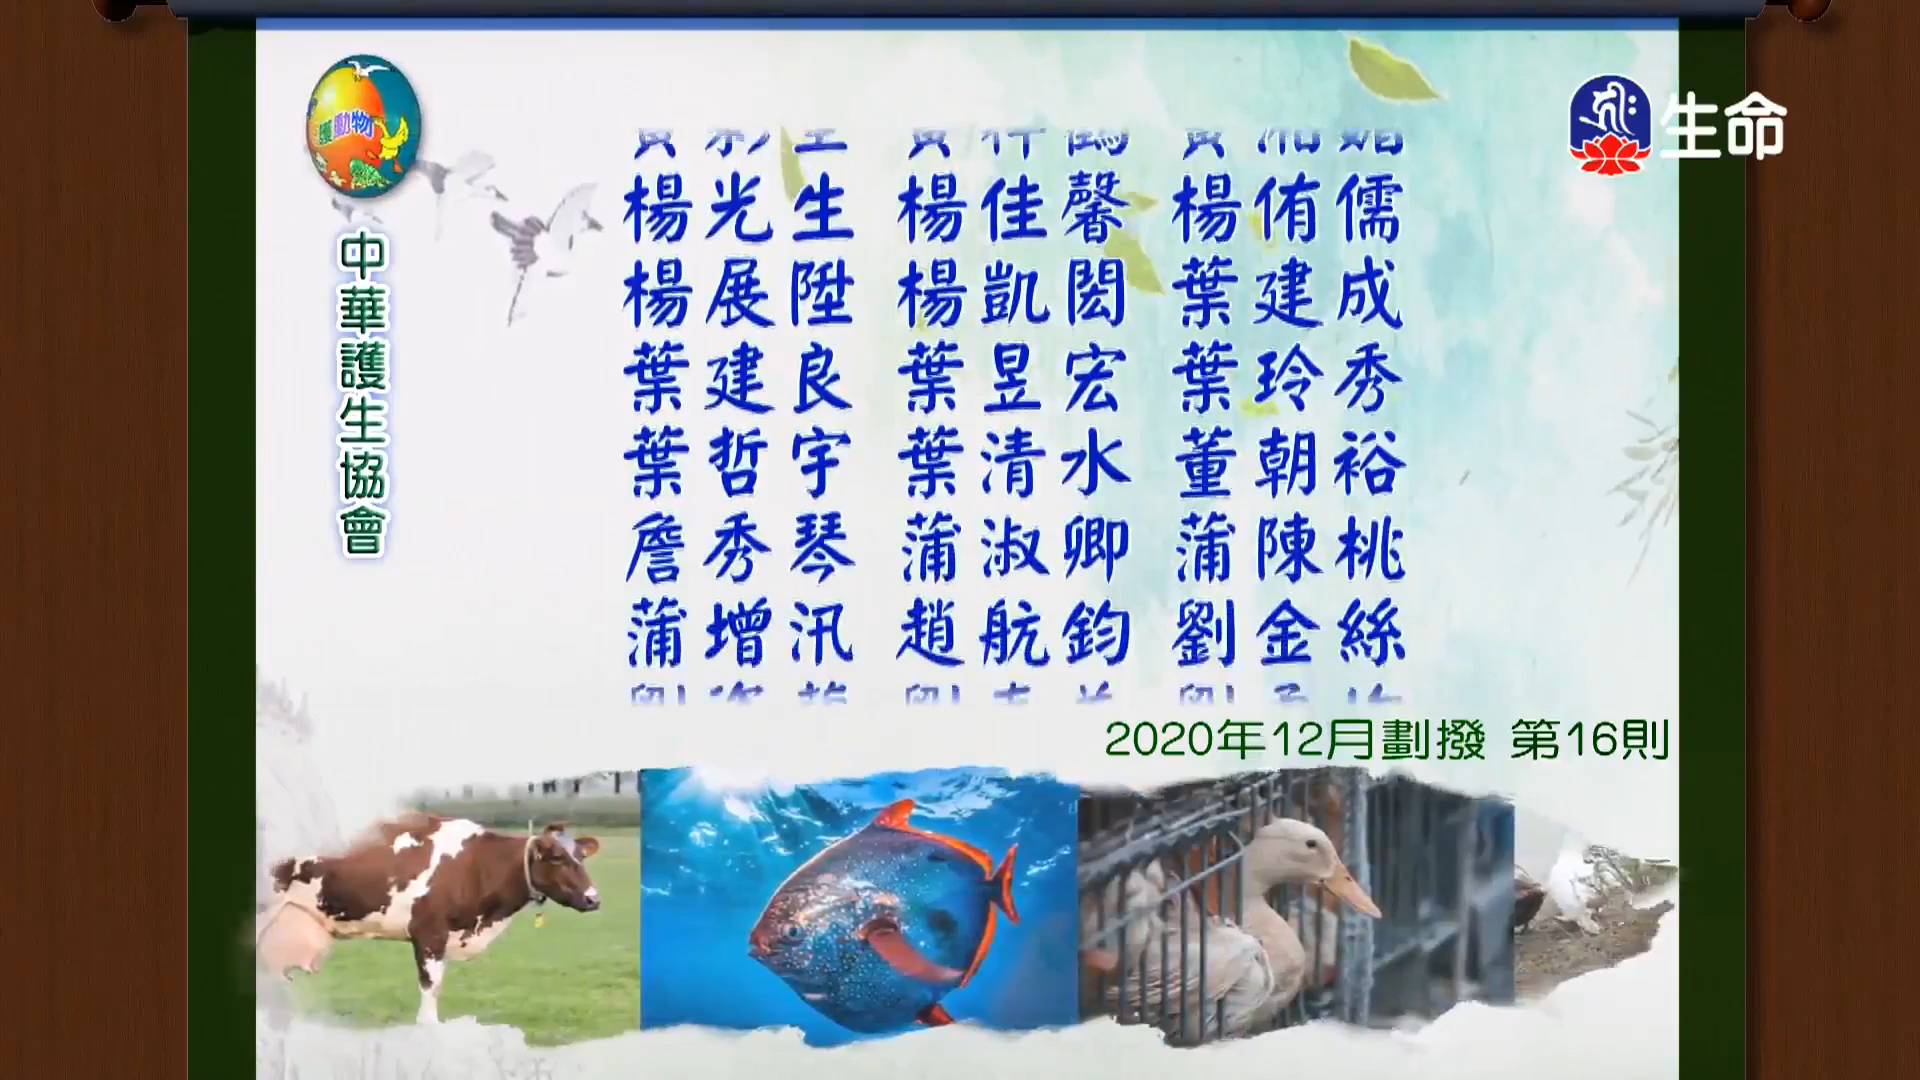 護動物
生命
中華護生協會
楊光生 楊佳馨 楊侑儒
楊展陞 楊凱閎 葉建成
葉建良 葉昱宏 葉玲秀
葉哲宇 葉清水 董朝裕
詹秀琴 蒲淑卿 蒲陳桃
蒲增汛 趙航鈞 劉金絲
2020年12月劃撥 第16則